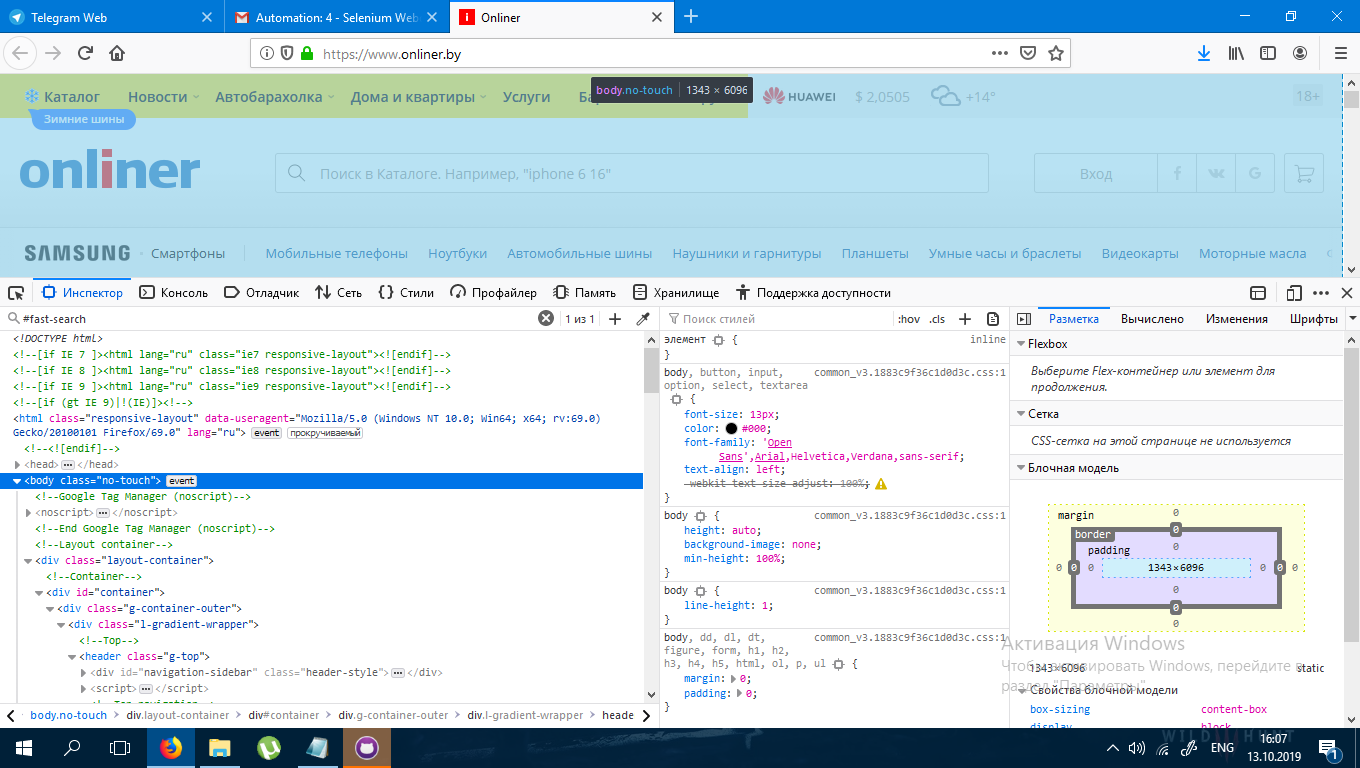 Telegram Web
Automation: 4 - Selenium Web
Onliner
https://www.onliner.by
Каталог
Новости
Автобарахолка
Дома и квартиры
Услуги
body.no-touch
1343 × 6096
HUAWEI
$ 2,0505
+14°
18+
Зимние шины
onliner
Поиск в Каталоге. Например, "iphone 6 16"
Вход
SAMSUNG
Смартфоны
Мобильные телефоны
Ноутбуки
Автомобильные шины
Наушники и гарнитуры
Планшеты
Умные часы и браслеты
Видеокарты
Моторные масла
Инспектор
Консоль
Отладчик
Сеть
Стили
Профайлер
Память
Хранилище
Поддержка доступности
#fast-search
1 из 1
<!DOCTYPE html>
<!--[if IE 7 ]><html lang="ru" class="ie7 responsive-layout"><![endif]-->
<!--[if IE 8 ]><html lang="ru" class="ie8 responsive-layout"><![endif]-->
<!--[if IE 9 ]><html lang="ru" class="ie9 responsive-layout"><![endif]-->
<!--[if (gt IE 9)|!(IE)]><!-->
<html class="responsive-layout" data-useragent="Mozilla/5.0 (Windows NT 10.0; Win64; x64; rv:69.0)
Gecko/20100101 Firefox/69.0" lang="ru"> event прокручиваемый
<!--<![endif]-->
<head></head>
<body class="no-touch"> event
<!--Google Tag Manager (noscript)-->
<noscript></noscript>
<!--End Google Tag Manager (noscript)-->
<!--Layout container-->
<div class="layout-container">
<!--Container-->
<div id="container">
<div class="g-container-outer">
<div class="l-gradient-wrapper">
<!--Top-->
<header class="g-top">
<div id="navigation-sidebar" class="header-style"></div>
<script></script>
body.no-touch
div.layout-container
div#container
div.g-container-outer
div.l-gradient-wrapper
heade
Поиск стилей
:hov
.cls
элемент {
inline
}
body, button, input,
option, select, textarea
{
common_v3.1883c9f36c1d0d3c.css:1
font-size: 13px;
color: #000;
font-family: 'Open
Sans',Arial,Helvetica,Verdana,sans-serif;
text-align: left;
-webkit-text-size-adjust: 100%;
}
body {
common_v3.1883c9f36c1d0d3c.css:1
height: auto;
background-image: none;
min-height: 100%;
}
body {
common_v3.1883c9f36c1d0d3c.css:1
line-height: 1;
}
body, dd, dl, dt,
figure, form, h1, h2,
h3, h4, h5, html, ol, p, ul {
common_v3.1883c9f36c1d0d3c.css:1
margin: 0;
padding: 0;
}
Разметка
Вычислено
Изменения
Шрифты
Flexbox
Выберите Flex-контейнер или элемент для
продолжения.
Сетка
CSS-сетка на этой странице не используется
Блочная модель
margin
0
border
0
padding
0
0
0
0
1343×6096
0
0
0
0
0
0
1343×6096
static
Свойства блочной модели
box-sizing
content-box
display
block
Активация Windows
Чтобы активировать Windows, перейдите в
раздел "Параметры".
WILD HUNT
ENG
16:07
13.10.2019
1